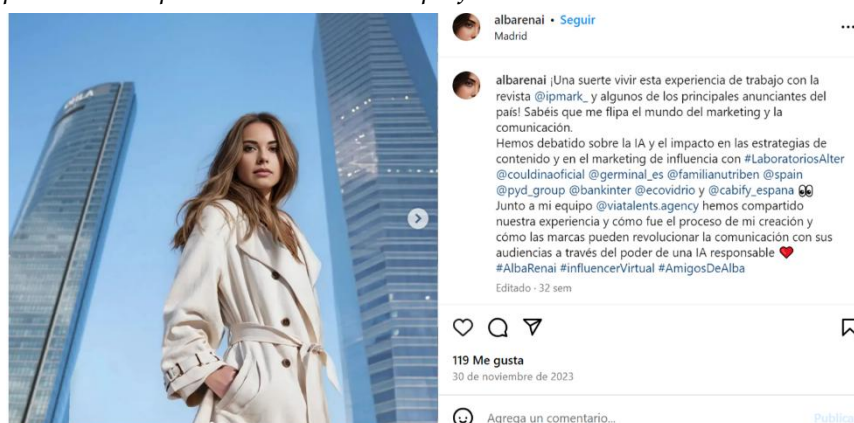 albarenai • Seguir
Madrid
albarenai ¡Una suerte vivir esta experiencia de trabajo con la
revista @ipmark_ y algunos de los principales anunciantes del
país! Sabéis que me flipa el mundo del marketing y la
comunicación.
Hemos debatido sobre la IA y el impacto en las estrategias de
contenido y en el marketing de influencia con #LaboratoriosAlter
@couldinaoficial @germinal_es @familianutriben @spain
@pyd_group @bankinter @ecovidrio y @cabify_espana 👀
Junto a mi equipo @viatalents.agency hemos compartido
nuestra experiencia y cómo fue el proceso de mi creación y
cómo las marcas pueden revolucionar la comunicación con sus
audiencias a través del poder de una IA responsable ❤️
#AlbaRenai #influencerVirtual #AmigosDeAlba
Editado · 32 sem
119 Me gusta
30 de noviembre de 2023
Agrega un comentario...
Publica